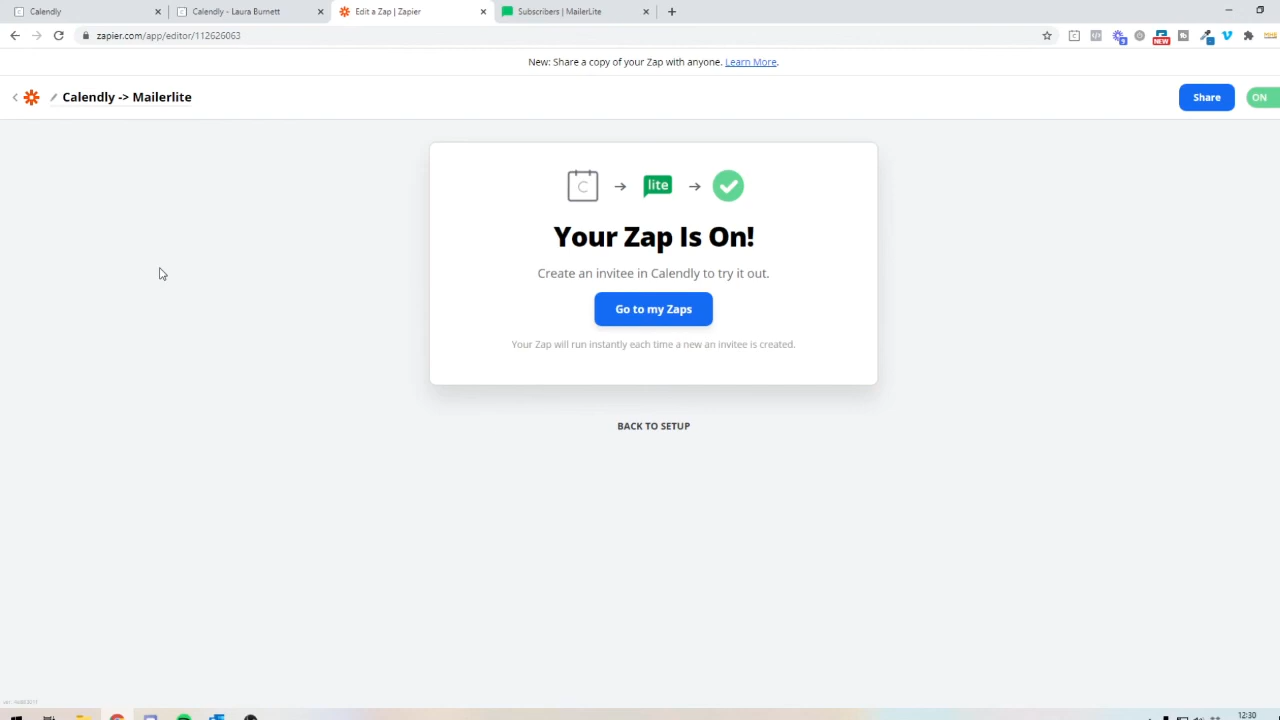 Calendly
Calendly - Laura Burnett
Edit a Zap | Zapier
Subscribers | MailerLite
zapier.com/app/editor/112626063
NEW
New: Share a copy of your Zap with anyone. Learn More.
Calendly -> Mailerlite
Share
ON
C
lite
Your Zap Is On!
Create an invitee in Calendly to try it out.
Go to my Zaps
Your Zap will run instantly each time a new an invitee is created.
BACK TO SETUP
12:30